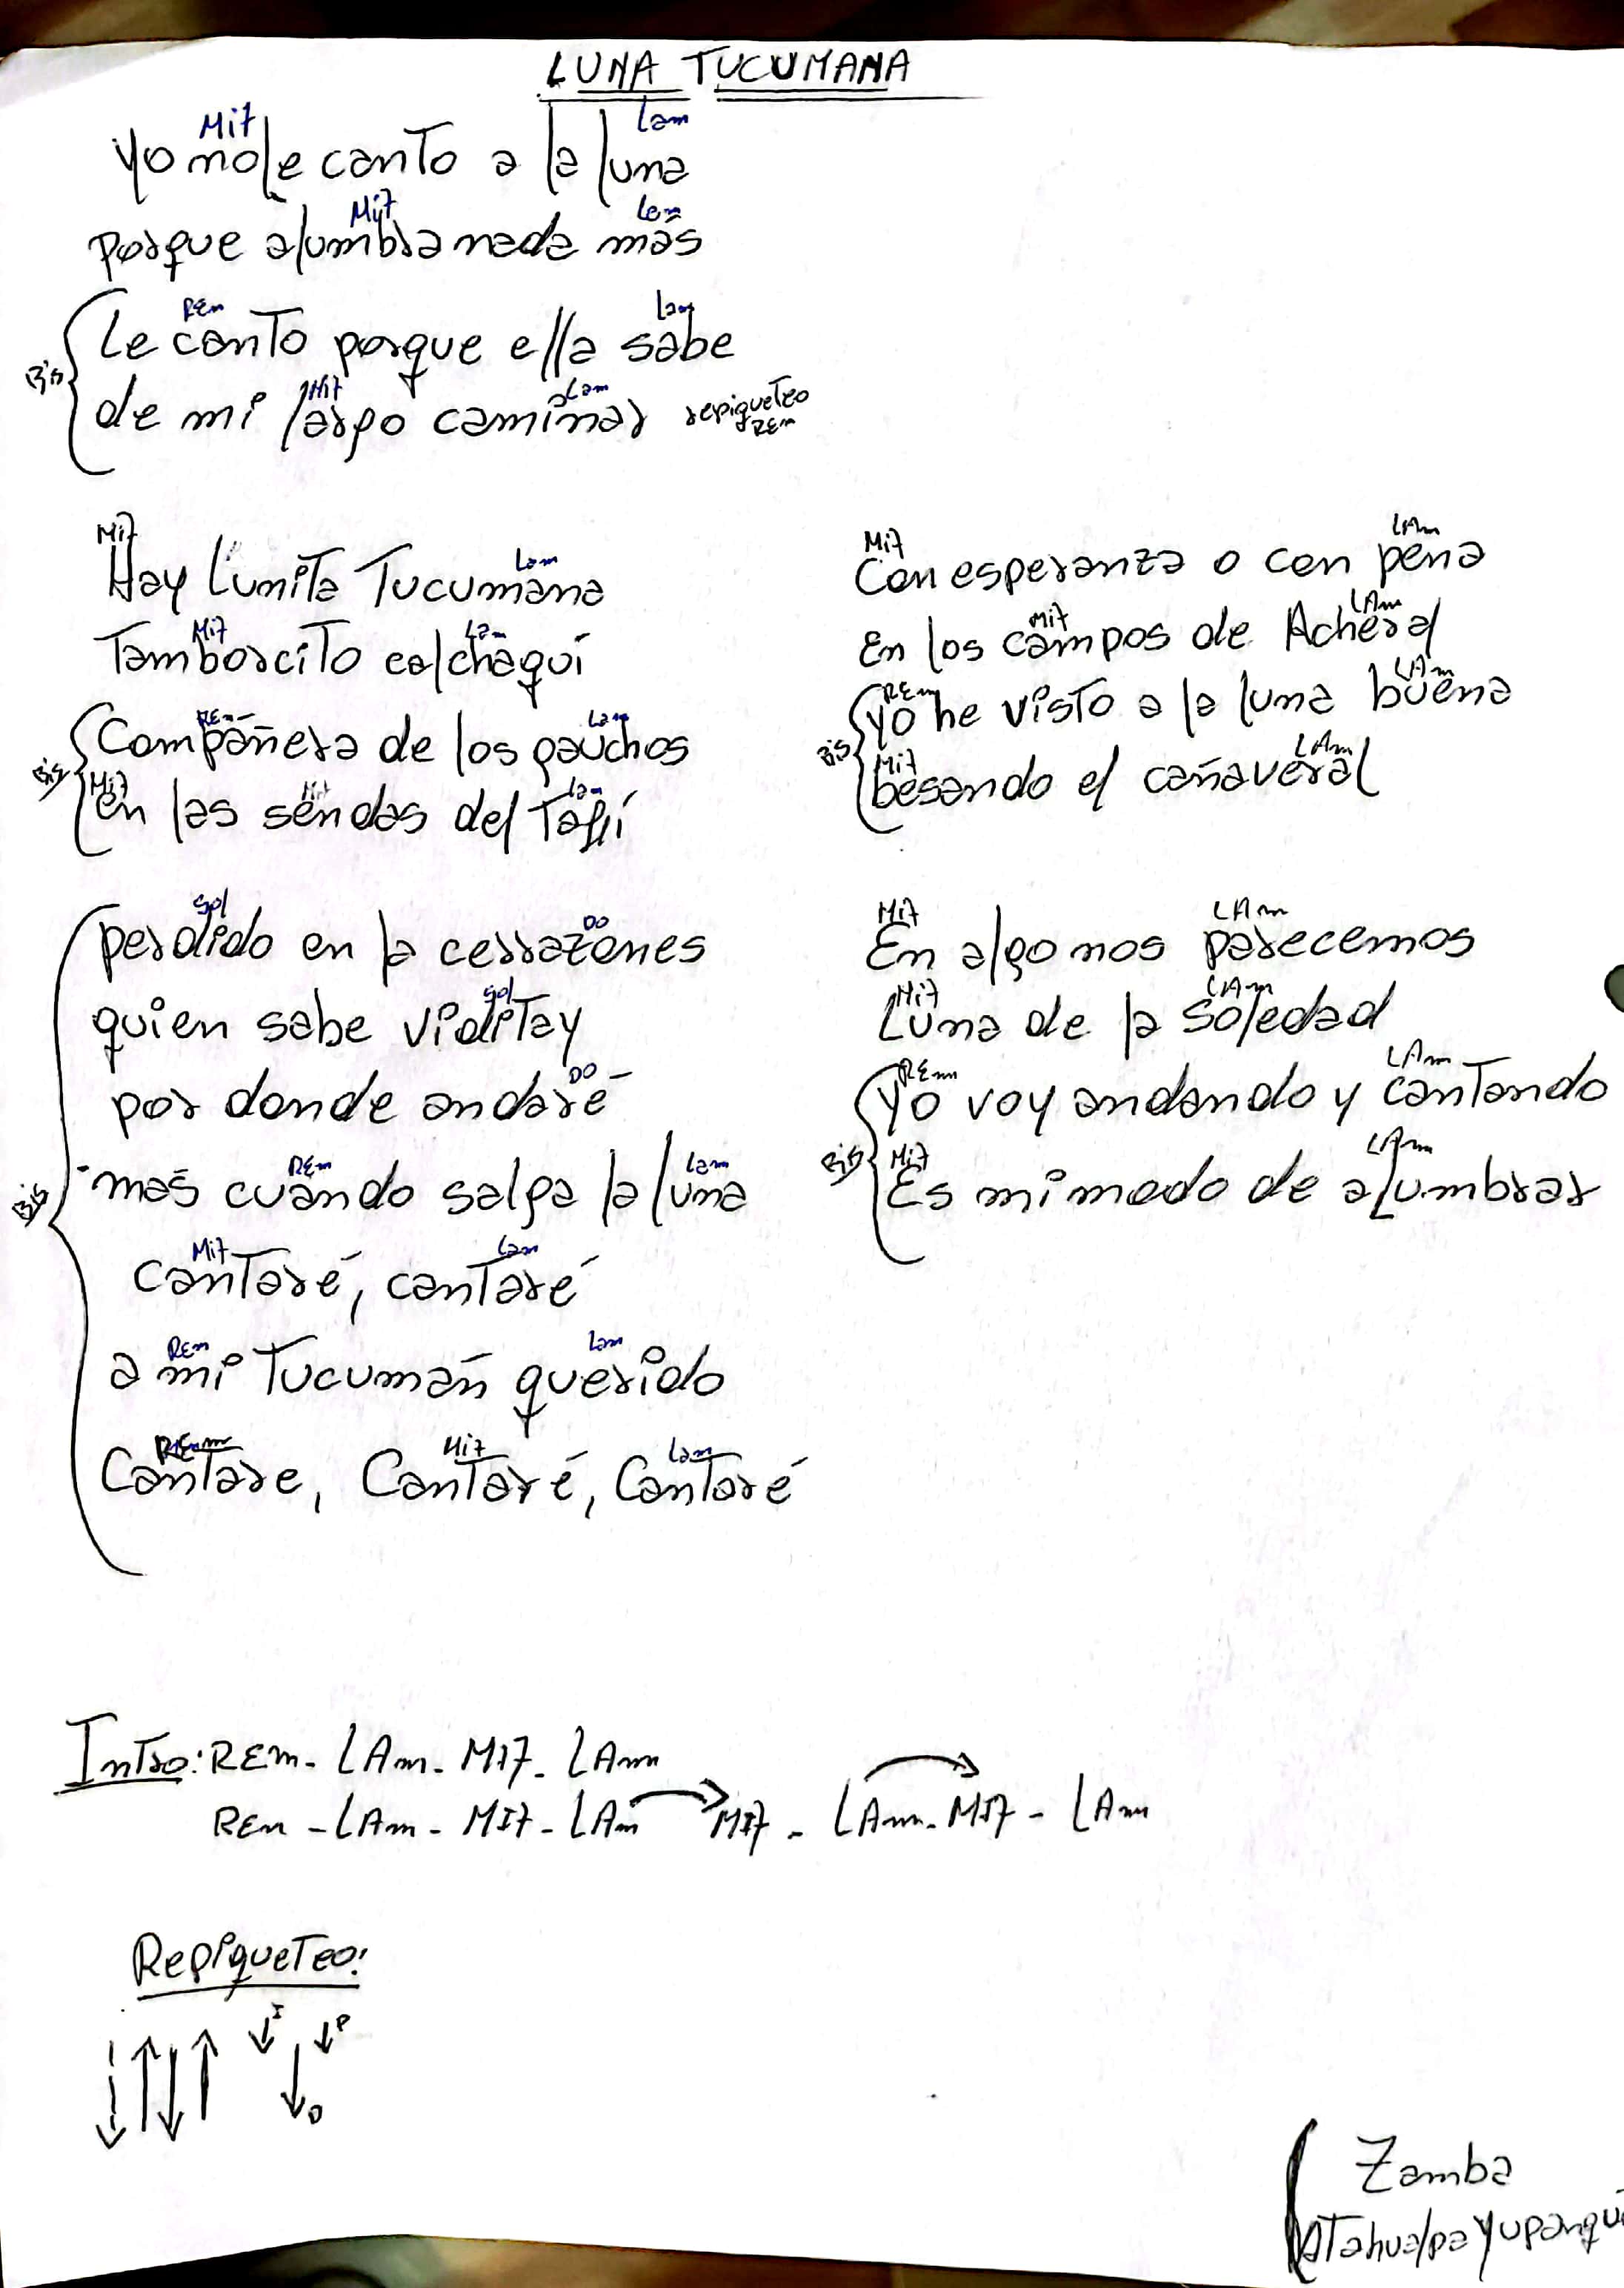 LUNA TUCUMANA
Mi7 Lam
Yo no le canto a la luna
Mi7 Lam
porque alumbra nada más
REm Lam
Bis Le canto porque ella sabe
Mi7 Lam
de mi largo caminar repiqueteo
REm
Mi7 Lam
Hay Lunita Tucumana
Mi7 Lam
Tamborcito calchaquí
REm Lam
Bis Compañera de los gauchos
Mi7 Mi7 Lam
en las sendas del Tafí
Sol DO
perdido en la cerrazones
Sol
quien sabe viditay
DO
por donde andaré
REm Lam
Bis mas cuándo salga la luna
Mi7 Lam
cantaré, cantaré
REm Lam
a mi Tucumán querido
REm Mi7 Lam
Cantare, Cantaré, Cantaré
Mi7 LAm
Con esperanza o con pena
Mi7 LAm
En los campos de Acheral
REm LAm
Bis yo he visto a la luna buena
Mi7 LAm
besando el cañaveral
Mi7 LAm
En algo nos parecemos
Mi7 LAm
Luna de la soledad
REm LAm
Yo voy andando y cantando
Bis Mi7 LAm
Es mi modo de alumbrar
Intro: REm - LAm - MI7 - LAm
REm - LAm - MI7 - LAm MI7 - LAm - MI7 - LAm
Repiqueteo:
I P
D
Zamba
Atahualpa Yupanqui